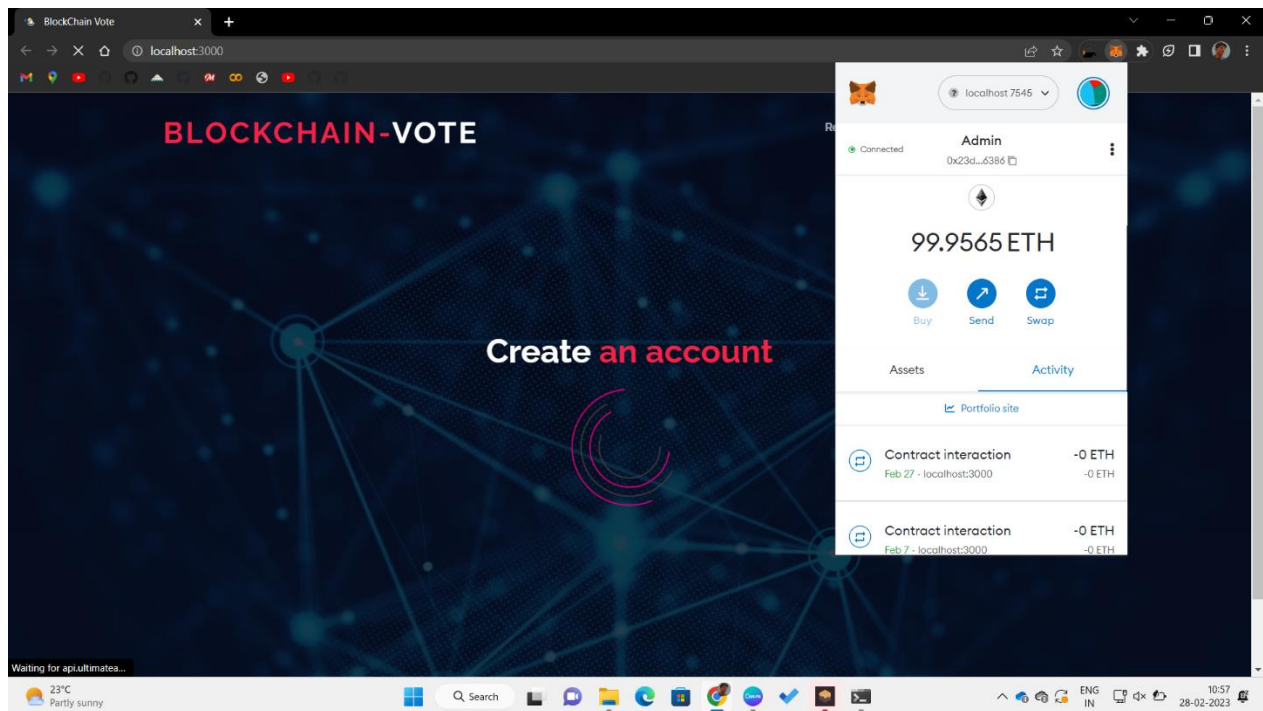 BlockChain Vote
localhost:3000
BLOCKCHAIN-VOTE
Re
localhost 7545
Connected
Admin
0x23d...6386
99.9565 ETH
Buy Send Swap
Create an account
Assets Activity
Portfolio site
Contract interaction -0 ETH
Feb 27 - localhost:3000 -0 ETH
Contract interaction -0 ETH
Feb 7 - localhost:3000 -0 ETH
Waiting for api.ultimatea...
23°C
Partly sunny
Search
ENG
IN
10:57
28-02-2023